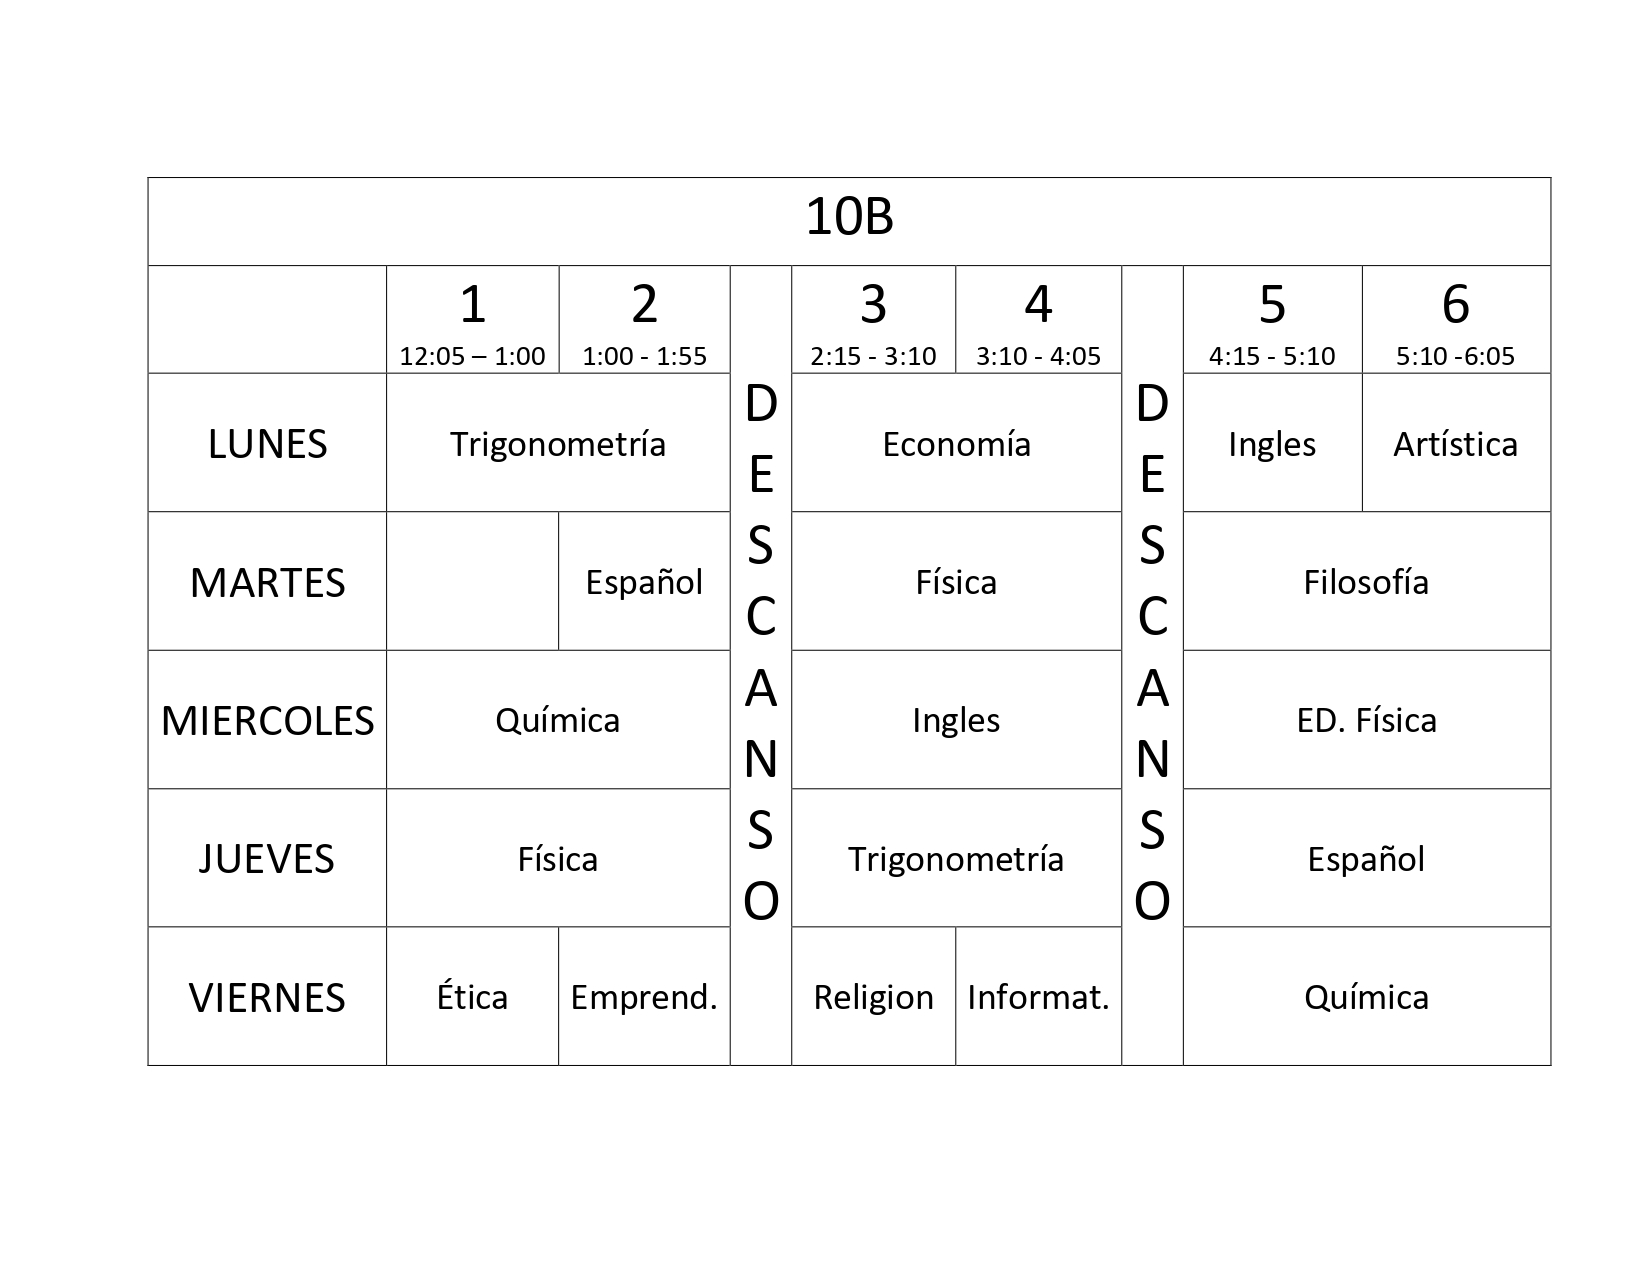 10B
1 2 3 4 5 6
12:05 – 1:00 1:00 - 1:55 2:15 - 3:10 3:10 - 4:05 4:15 - 5:10 5:10 -6:05
DESCANSO
DESCANSO
LUNES Trigonometría Economía Ingles Artística
MARTES Español Física Filosofía
MIERCOLES Química Ingles ED. Física
JUEVES Física Trigonometría Español
VIERNES Ética Emprend. Religion Informat. Química